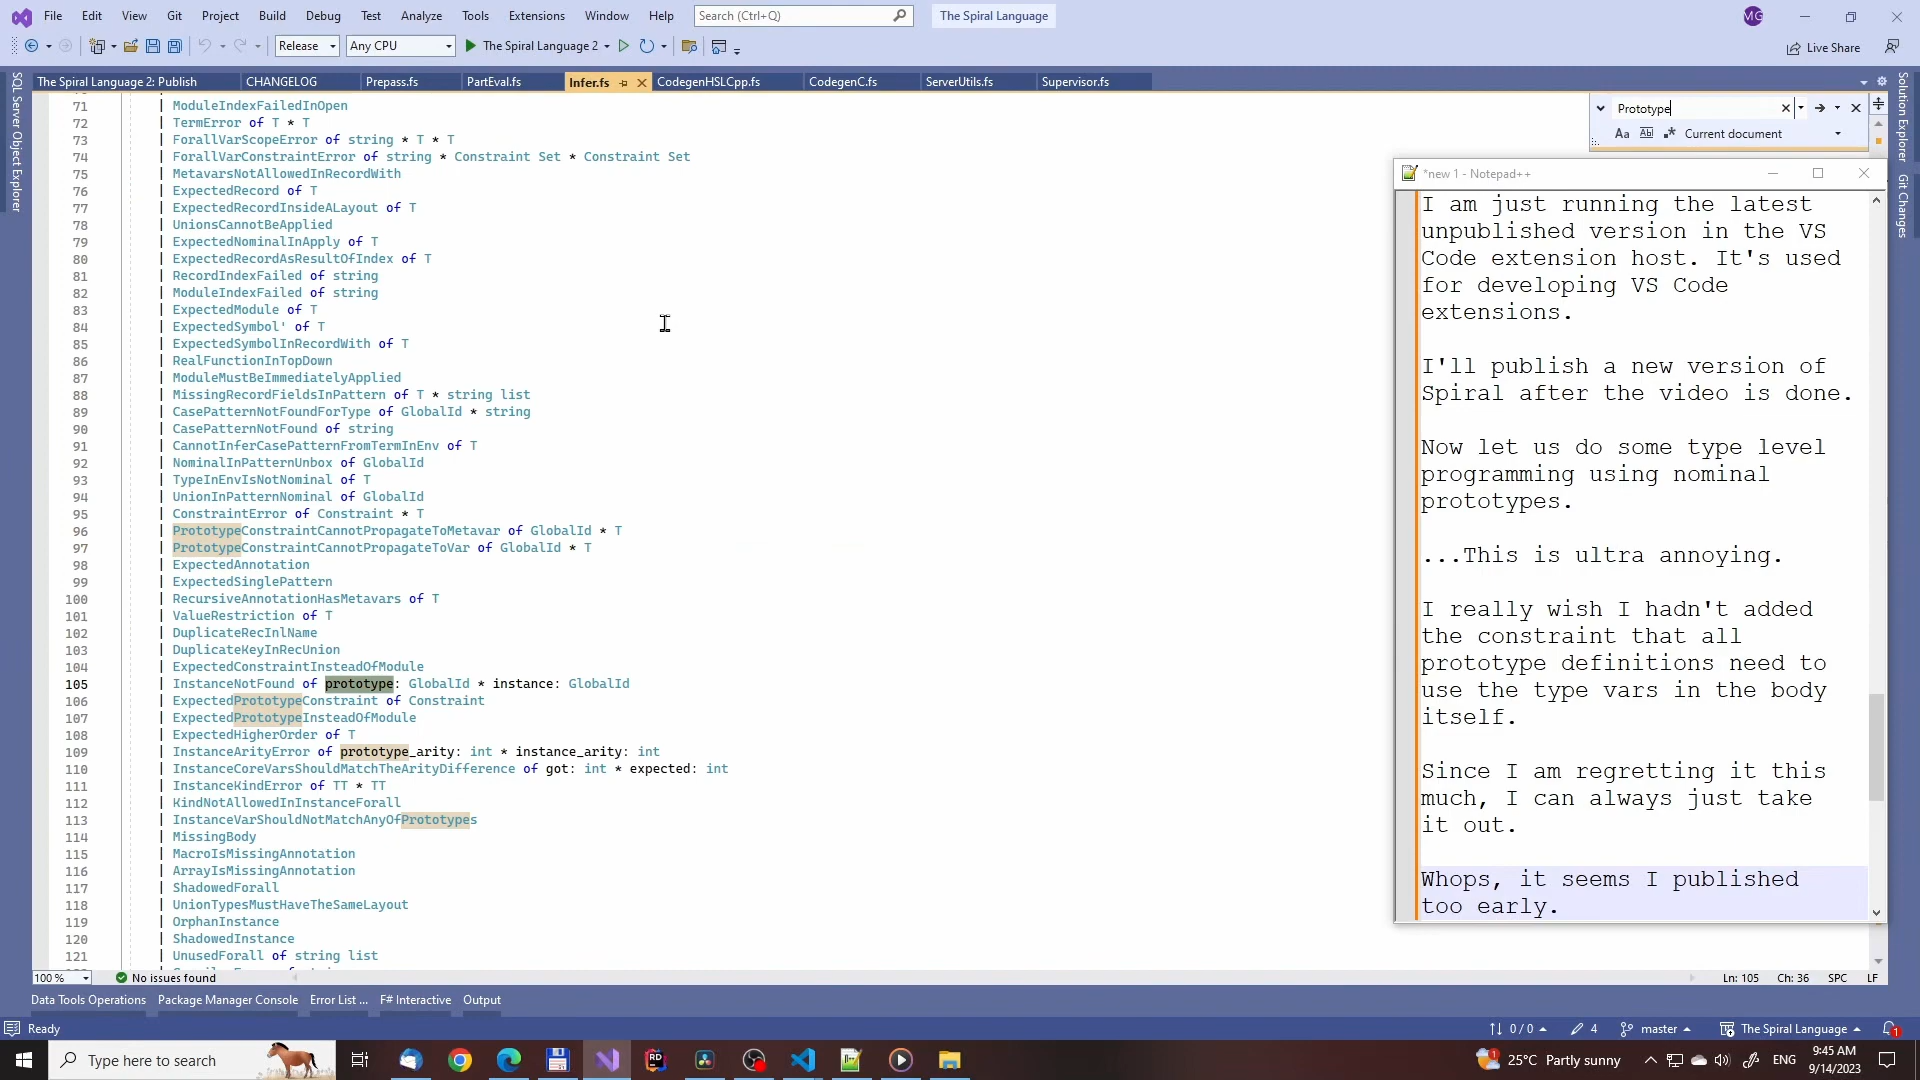 File Edit View Git Project Build Debug Test Analyze Tools Extensions Window Help Search (Ctrl+Q) The Spiral Language MG
Release Any CPU The Spiral Language 2 Live Share
The Spiral Language 2: Publish CHANGELOG Prepass.fs PartEval.fs Infer.fs CodegenHSLCpp.fs CodegenC.fs ServerUtils.fs Supervisor.fs
SQL Server Object Explorer
Solution Explorer
Git Changes
Prototype
Aa Ab Current document
71 | ModuleIndexFailedInOpen
72 | TermError of T * T
73 | ForallVarScopeError of string * T * T
74 | ForallVarConstraintError of string * Constraint Set * Constraint Set
75 | MetavarsNotAllowedInRecordWith
76 | ExpectedRecord of T
77 | ExpectedRecordInsideALayout of T
78 | UnionsCannotBeApplied
79 | ExpectedNominalInApply of T
80 | ExpectedRecordAsResultOfIndex of T
81 | RecordIndexFailed of string
82 | ModuleIndexFailed of string
83 | ExpectedModule of T
84 | ExpectedSymbol' of T
85 | ExpectedSymbolInRecordWith of T
86 | RealFunctionInTopDown
87 | ModuleMustBeImmediatelyApplied
88 | MissingRecordFieldsInPattern of T * string list
89 | CasePatternNotFoundForType of GlobalId * string
90 | CasePatternNotFound of string
91 | CannotInferCasePatternFromTermInEnv of T
92 | NominalInPatternUnbox of GlobalId
93 | TypeInEnvIsNotNominal of T
94 | UnionInPatternNominal of GlobalId
95 | ConstraintError of Constraint * T
96 | PrototypeConstraintCannotPropagateToMetavar of GlobalId * T
97 | PrototypeConstraintCannotPropagateToVar of GlobalId * T
98 | ExpectedAnnotation
99 | ExpectedSinglePattern
100 | RecursiveAnnotationHasMetavars of T
101 | ValueRestriction of T
102 | DuplicateRecInlName
103 | DuplicateKeyInRecUnion
104 | ExpectedConstraintInsteadOfModule
105 | InstanceNotFound of prototype: GlobalId * instance: GlobalId
106 | ExpectedPrototypeConstraint of Constraint
107 | ExpectedPrototypeInsteadOfModule
108 | ExpectedHigherOrder of T
109 | InstanceArityError of prototype_arity: int * instance_arity: int
110 | InstanceCoreVarsShouldMatchTheArityDifference of got: int * expected: int
111 | InstanceKindError of TT * TT
112 | KindNotAllowedInInstanceForall
113 | InstanceVarShouldNotMatchAnyOfPrototypes
114 | MissingBody
115 | MacroIsMissingAnnotation
116 | ArrayIsMissingAnnotation
117 | ShadowedForall
118 | UnionTypesMustHaveTheSameLayout
119 | OrphanInstance
120 | ShadowedInstance
121 | UnusedForall of string list
*new 1 - Notepad++
I am just running the latest
unpublished version in the VS
Code extension host. It's used
for developing VS Code
extensions.
I'll publish a new version of
Spiral after the video is done.
Now let us do some type level
programming using nominal
prototypes.
...This is ultra annoying.
I really wish I hadn't added
the constraint that all
prototype definitions need to
use the type vars in the body
itself.
Since I am regretting it this
much, I can always just take
it out.
Whops, it seems I published
too early.
100 % No issues found Ln: 105 Ch: 36 SPC LF
Data Tools Operations Package Manager Console Error List ... F# Interactive Output
Ready 0 / 0 4 master The Spiral Language 1
Type here to search 25°C Partly sunny ENG 9:45 AM
9/14/2023